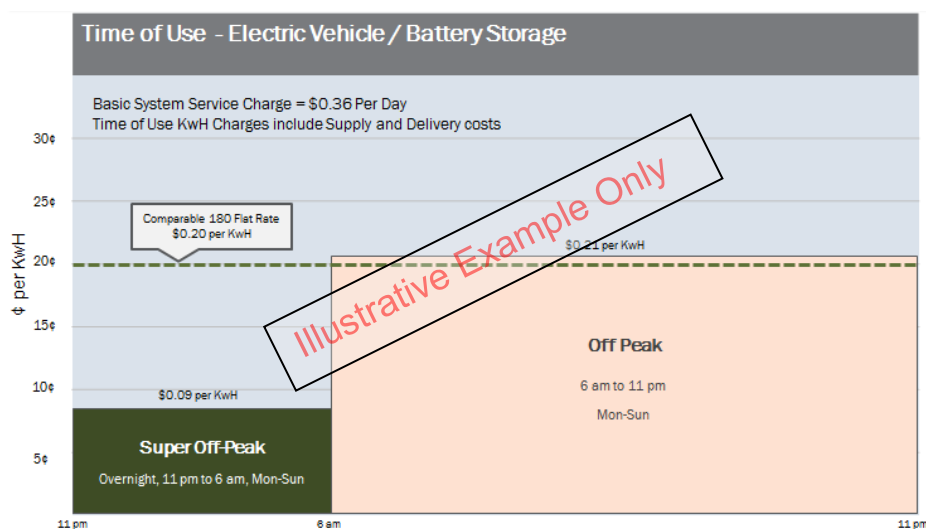 Time of Use - Electric Vehicle / Battery Storage
Basic System Service Charge = $0.36 Per Day
Time of Use KwH Charges include Supply and Delivery costs
30¢
25¢
20¢
15¢
10¢
5¢
¢ per KwH
Comparable 180 Flat Rate
$0.20 per KwH
Illustrative Example Only
$0.21 per KwH
Off Peak
6 am to 11 pm
Mon-Sun
$0.09 per KwH
Super Off-Peak
Overnight, 11 pm to 6 am, Mon-Sun
11 pm
6 am
11 pm